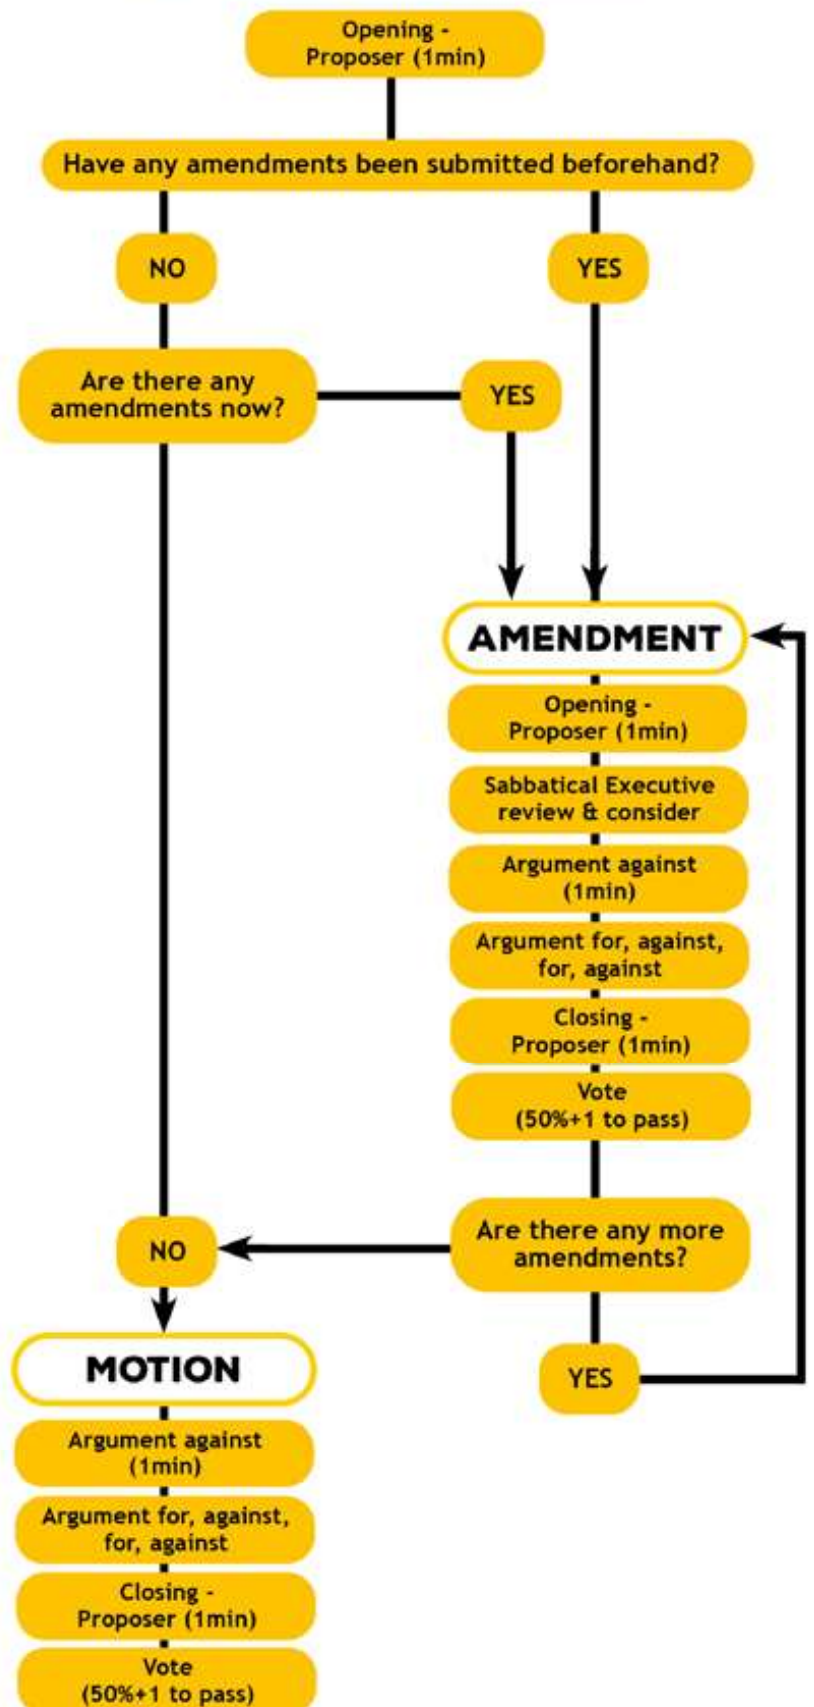 Opening -
Proposer (1min)
Have any amendments been submitted beforehand?
NO
YES
Are there any
amendments now?
YES
AMENDMENT
Opening -
Proposer (1min)
Sabbatical Executive
review & consider
Argument against
(1min)
Argument for, against,
for, against
Closing -
Proposer (1min)
Vote
(50%+1 to pass)
Are there any more
amendments?
NO
YES
MOTION
Argument against
(1min)
Argument for, against,
for, against
Closing -
Proposer (1min)
Vote
(50%+1 to pass)